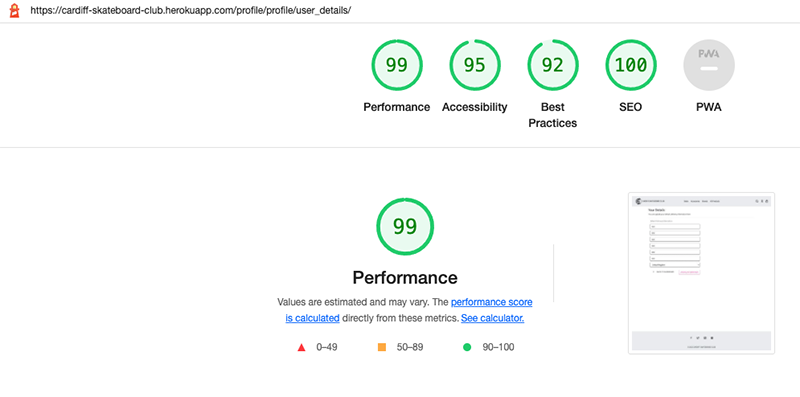 https://cardiff-skateboard-club.herokuapp.com/profile/profile/user_details/
99
95
92
100
PWA
Performance
Accessibility
Best
Practices
SEO
PWA
99
Performance
Values are estimated and may vary. The performance score
is calculated directly from these metrics. See calculator.
0–49
50–89
90–100
Your Details